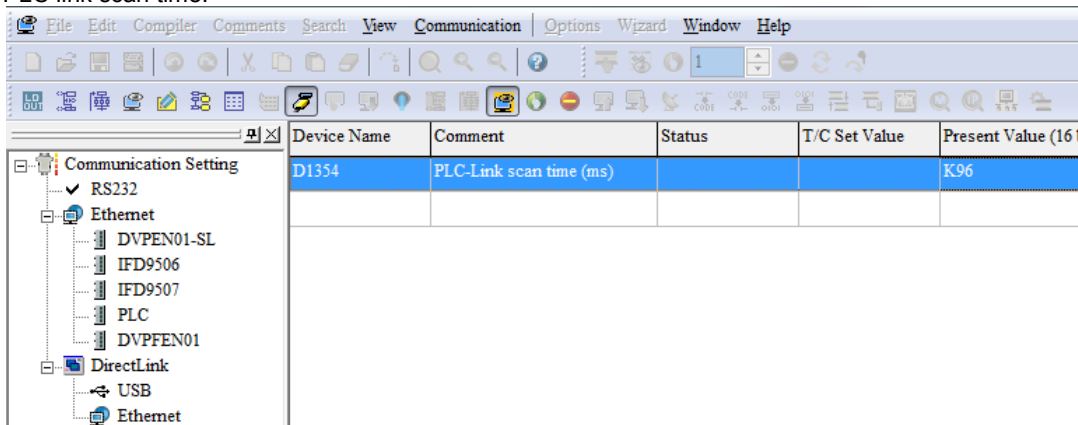 PLC link scan time.
File Edit Compiler Comments Search View Communication Options Wizard Window Help
1
Device Name Comment Status T/C Set Value Present Value (16
Communication Setting
D1354 PLC-Link scan time (ms) K96
RS232
Ethernet
DVPEN01-SL
IFD9506
IFD9507
PLC
DVPFEN01
DirectLink
USB
Ethernet